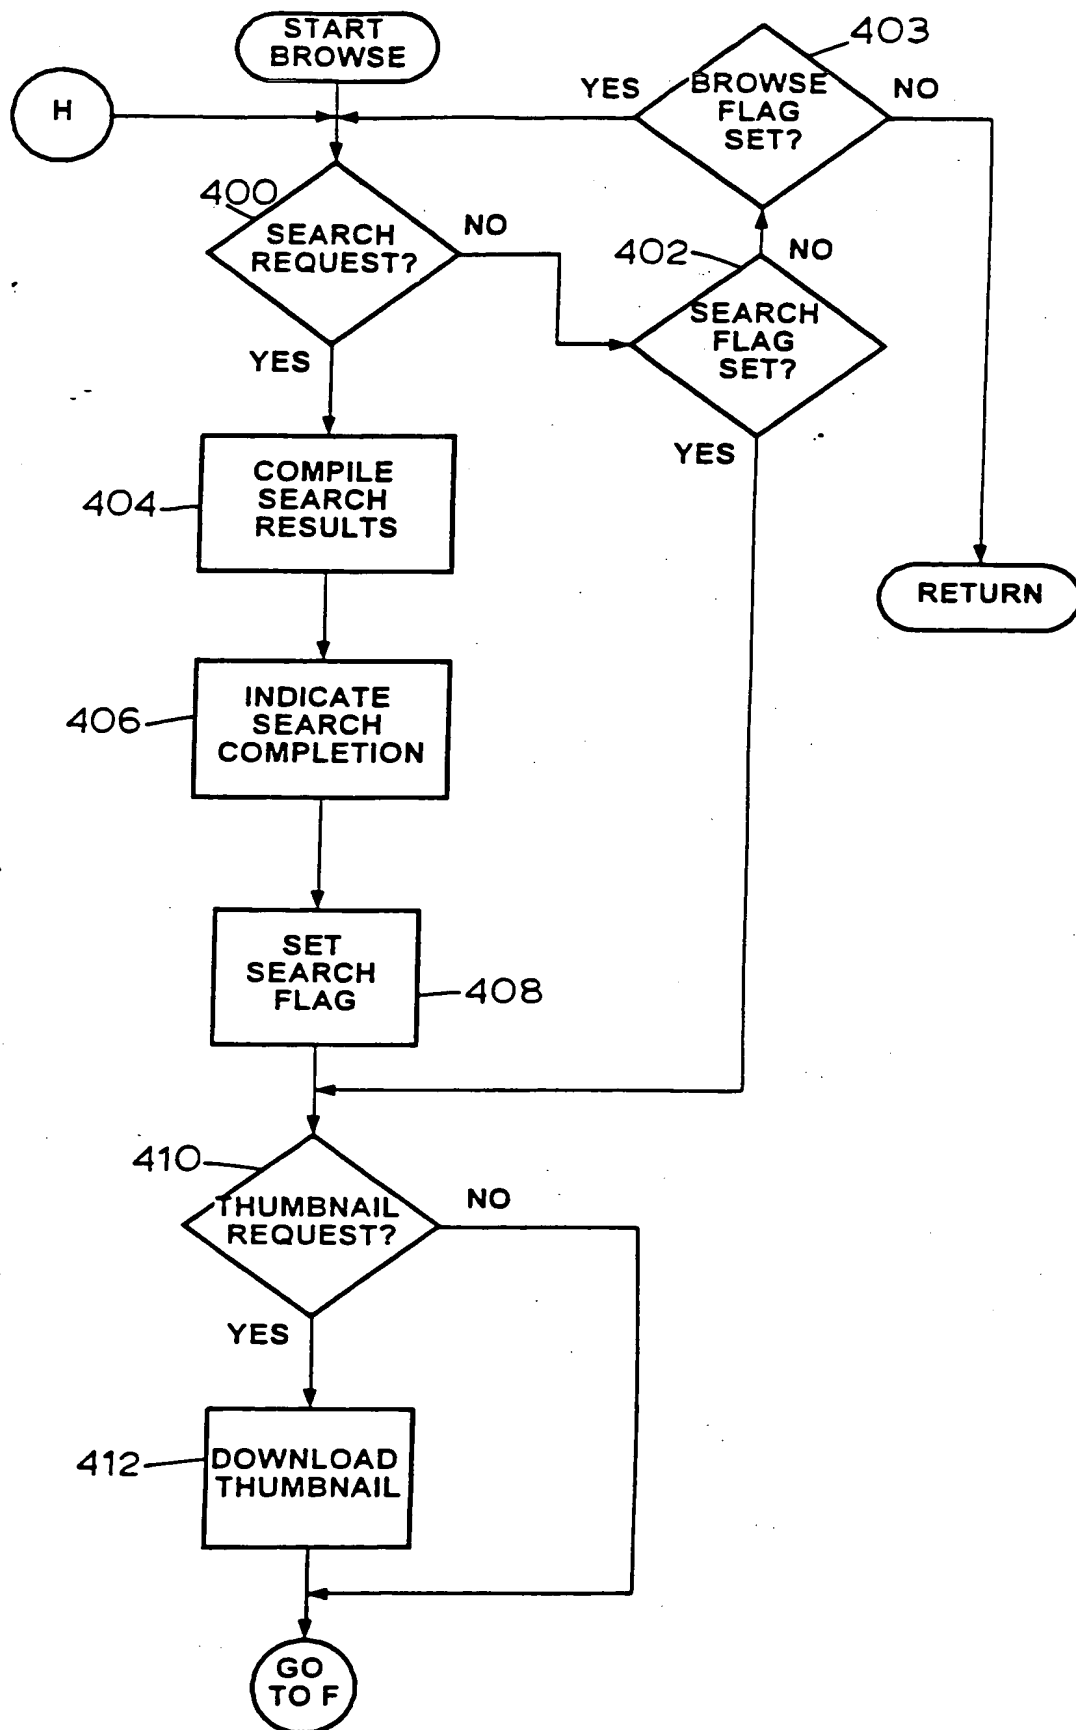 START
BROWSE
403
H
YES
BROWSE
FLAG
SET?
NO
400
SEARCH
REQUEST?
NO
402
NO
SEARCH
FLAG
SET?
YES
YES
COMPILE
SEARCH
RESULTS
404
RETURN
INDICATE
SEARCH
COMPLETION
406
SET
SEARCH
FLAG
408
410
THUMBNAIL
REQUEST?
NO
YES
412
DOWNLOAD
THUMBNAIL
GO
TO F